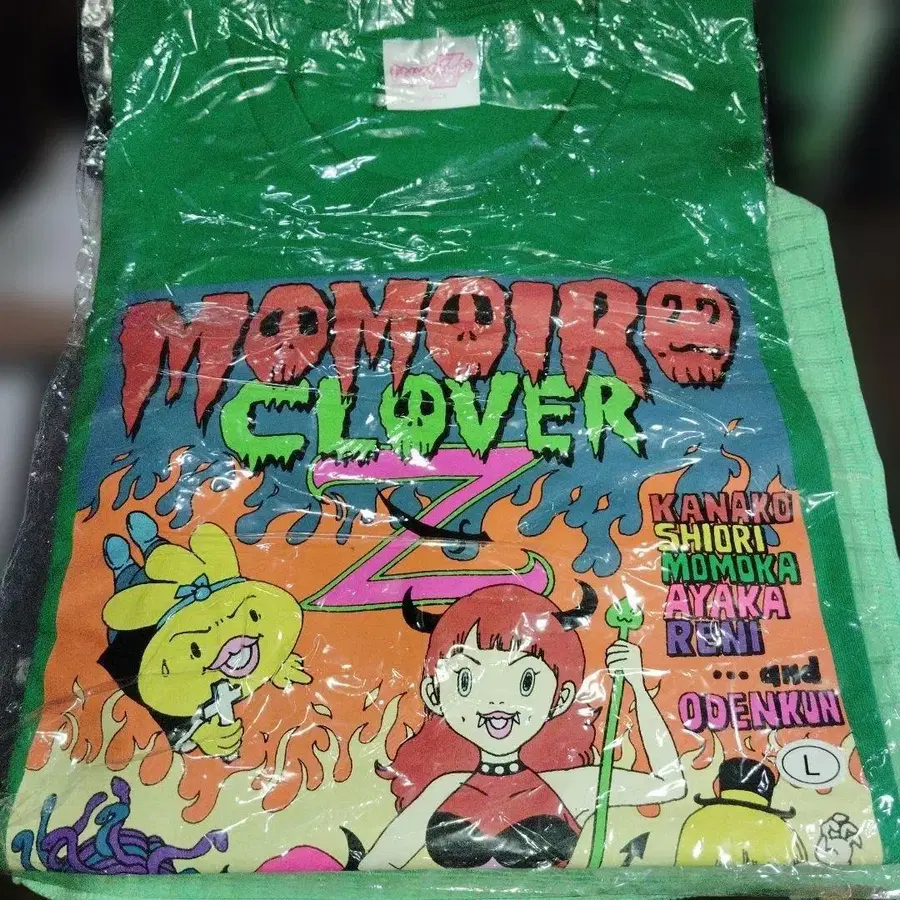 MOMOIRO
CLOVER
Z
KANAKO
SHIORI
MOMOKA
AYAKA
RENI
... and
ODENKUN
L